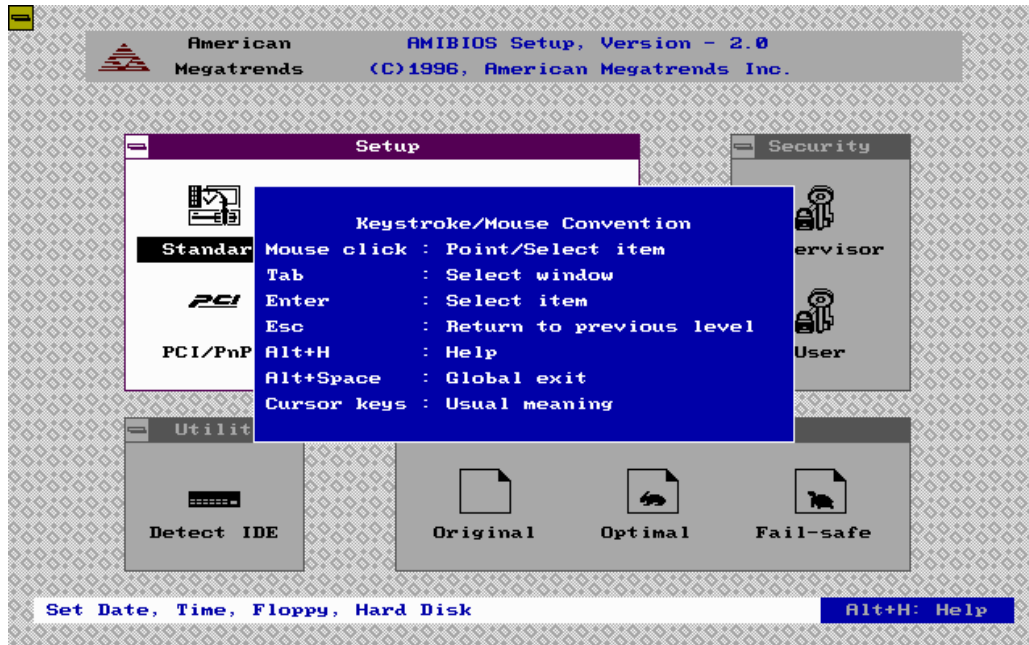 American
Megatrends
AMIBIOS Setup, Version - 2.0
(C)1996, American Megatrends Inc.
Setup
Security
Standar
PCI
PCI/PnP
Keystroke/Mouse Convention
Mouse click : Point/Select item
Tab : Select window
Enter : Select item
Esc : Return to previous level
Alt+H : Help
Alt+Space : Global exit
Cursor keys : Usual meaning
ervisor
User
Utilit
Detect IDE
Original
Optimal
Fail-safe
Set Date, Time, Floppy, Hard Disk
Alt+H: Help